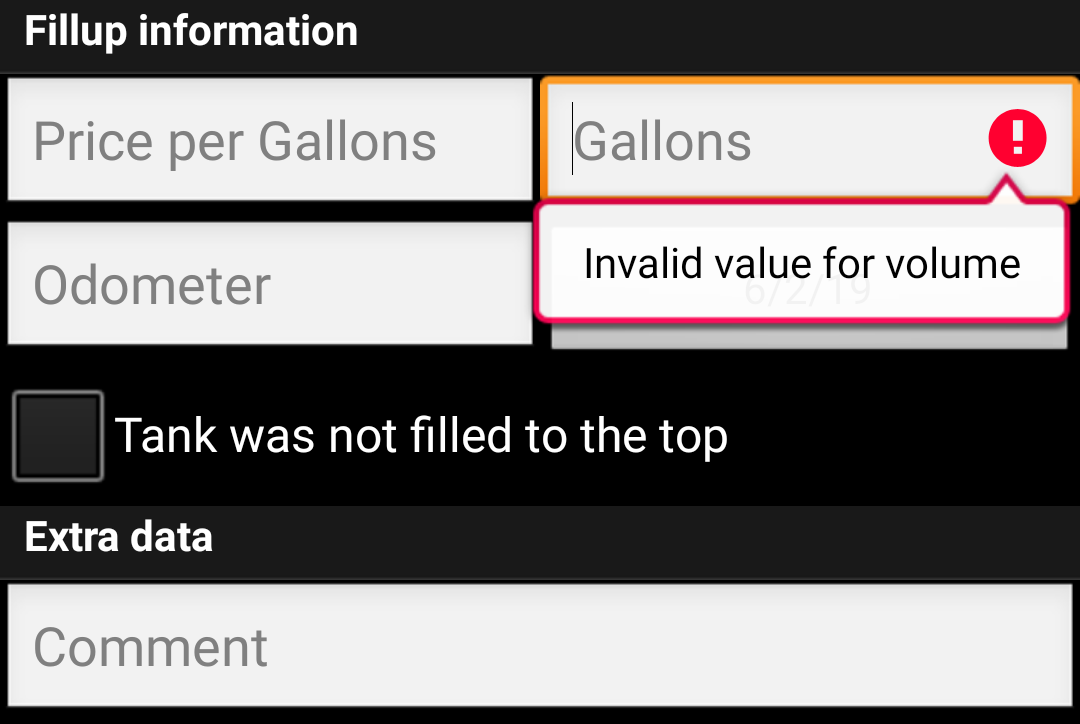 Fillup information
Price per Gallons
Gallons
Invalid value for volume
Odometer
6/2/19
Tank was not filled to the top
Extra data
Comment